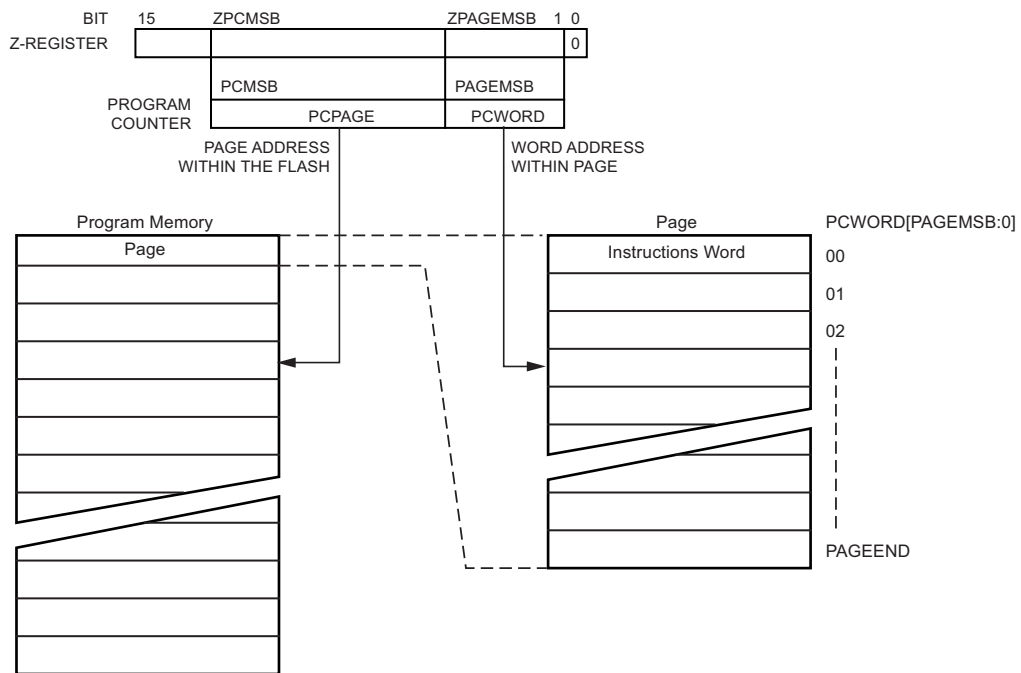 BIT 15 ZPCMSB ZPAGEMSB 1 0
Z-REGISTER 0
PCMSB PAGEMSB
PROGRAM
COUNTER
PCPAGE PCWORD
PAGE ADDRESS
WITHIN THE FLASH
WORD ADDRESS
WITHIN PAGE
Program Memory
Page
Page
Instructions Word
PCWORD[PAGEMSB:0]
00
01
02
PAGEEND